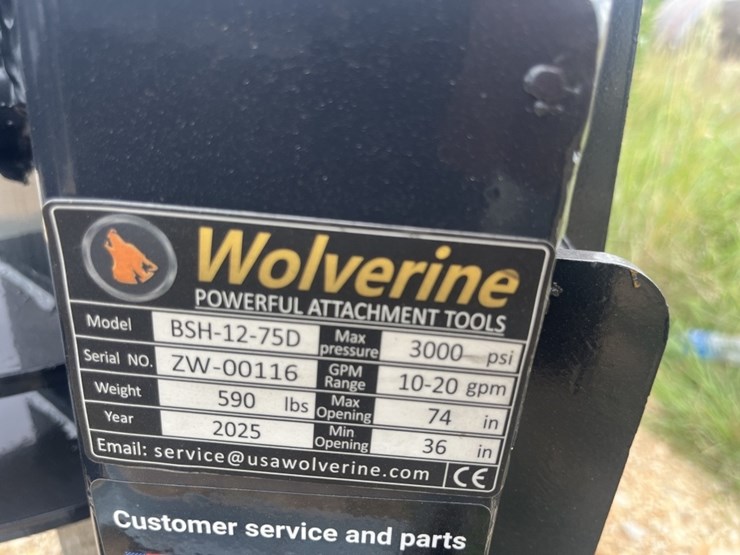 Wolverine
POWERFUL ATTACHMENT TOOLS
Model BSH-12-75D Max pressure 3000 psi
Serial NO. ZW-00116 GPM Range 10-20 gpm
Weight 590 lbs Max Opening 74 in
Year 2025 Min Opening 36 in
Email: service@usawolverine.com CE
Customer service and parts